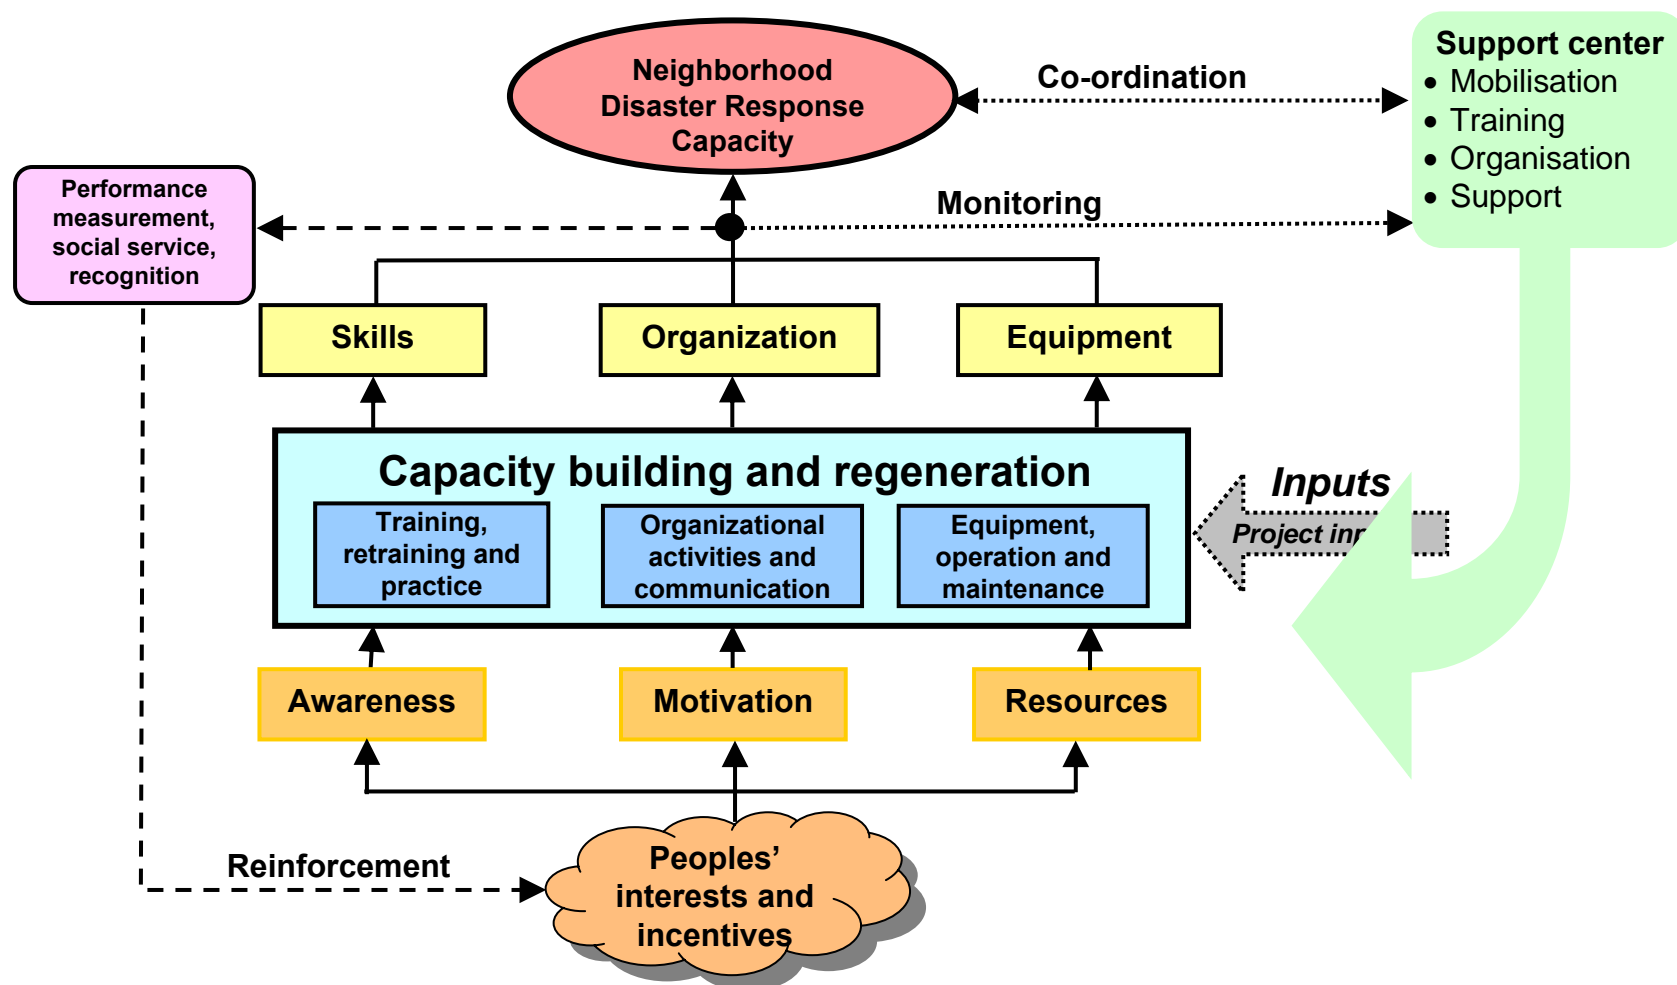 Neighborhood
Disaster Response
Capacity
Co-ordination
Support center
• Mobilisation
• Training
• Organisation
• Support
Performance
measurement,
social service,
recognition
Monitoring
Skills
Organization
Equipment
Capacity building and regeneration
Training,
retraining and
practice
Organizational
activities and
communication
Equipment,
operation and
maintenance
Inputs
Project
Awareness
Motivation
Resources
Reinforcement
Peoples’
interests and
incentives